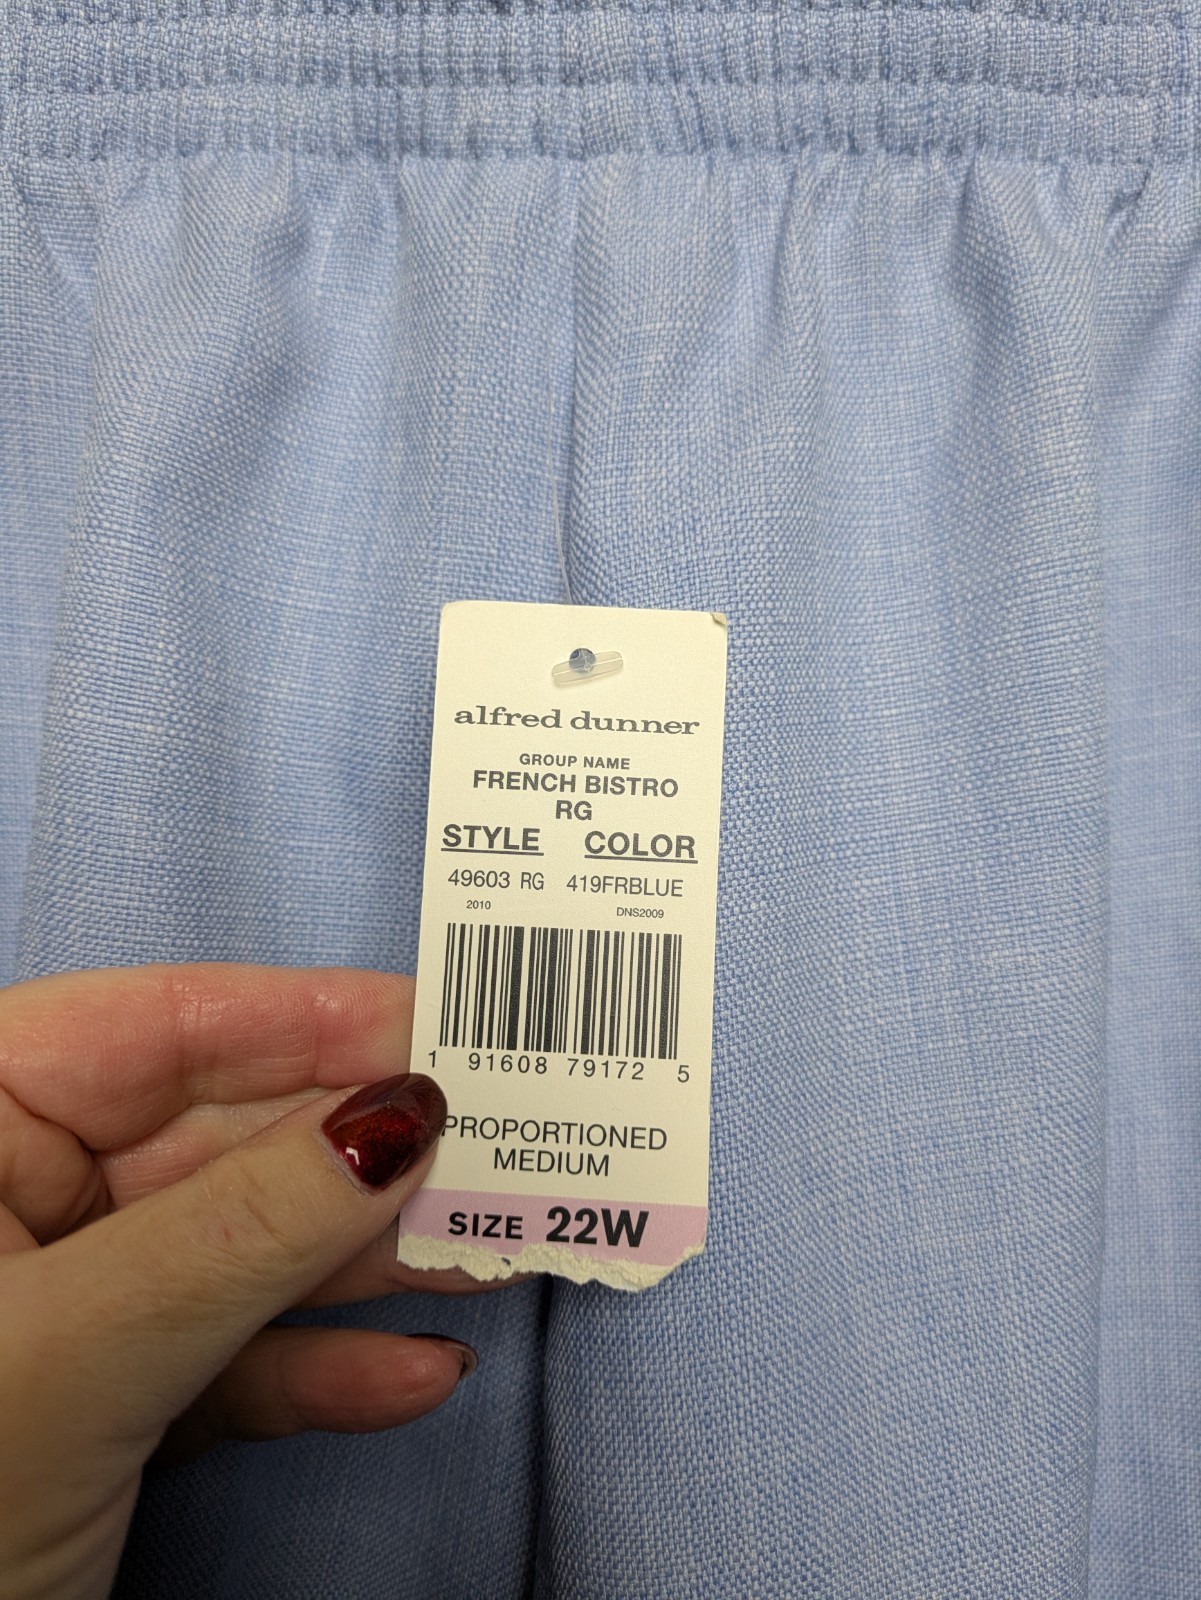 alfred dunner
GROUP NAME
FRENCH BISTRO
RG
STYLE COLOR
49603 RG 419FRBLUE
2010 DNS2009
1 91608 79172 5
PROPORTIONED
MEDIUM
SIZE 22W